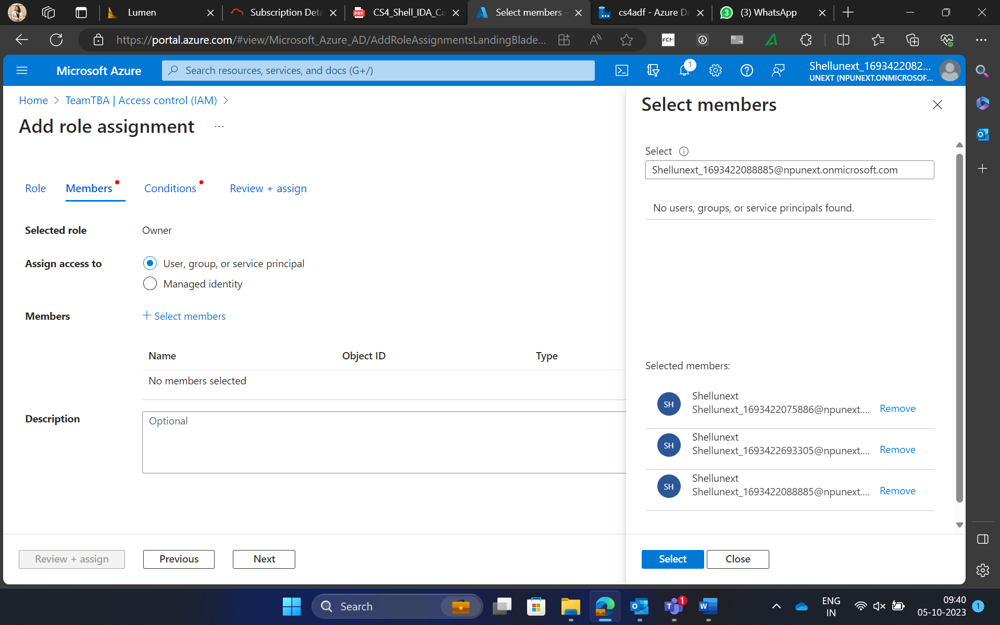 Lumen
Subscription Deta
PDF
CS4_Shell_IDA_Ca
Select members -
cs4adf - Azure Da
3
(3) WhatsApp
https://portal.azure.com/#view/Microsoft_Azure_AD/AddRoleAssignmentsLandingBlade...
FCM
Microsoft Azure
Search resources, services, and docs (G+/)
1
Shellunext_1693422082...
UNEXT (NPUNEXT.ONMICROSOF...
Home > TeamTBA | Access control (IAM) >
Add role assignment ...
Role
Members
Conditions
Review + assign
Selected role
Owner
Assign access to
User, group, or service principal
Managed identity
Members
+ Select members
Name
Object ID
Type
No members selected
Description
Optional
Review + assign
Previous
Next
Select members
Select
Shellunext_1693422088885@npunext.onmicrosoft.com
No users, groups, or service principals found.
Selected members:
SH
Shellunext
Shellunext_1693422075886@npunext....
Remove
SH
Shellunext
Shellunext_1693422693305@npunext....
Remove
SH
Shellunext
Shellunext_1693422088885@npunext....
Remove
Select
Close
Search
1
ENG
IN
09:40
05-10-2023
1